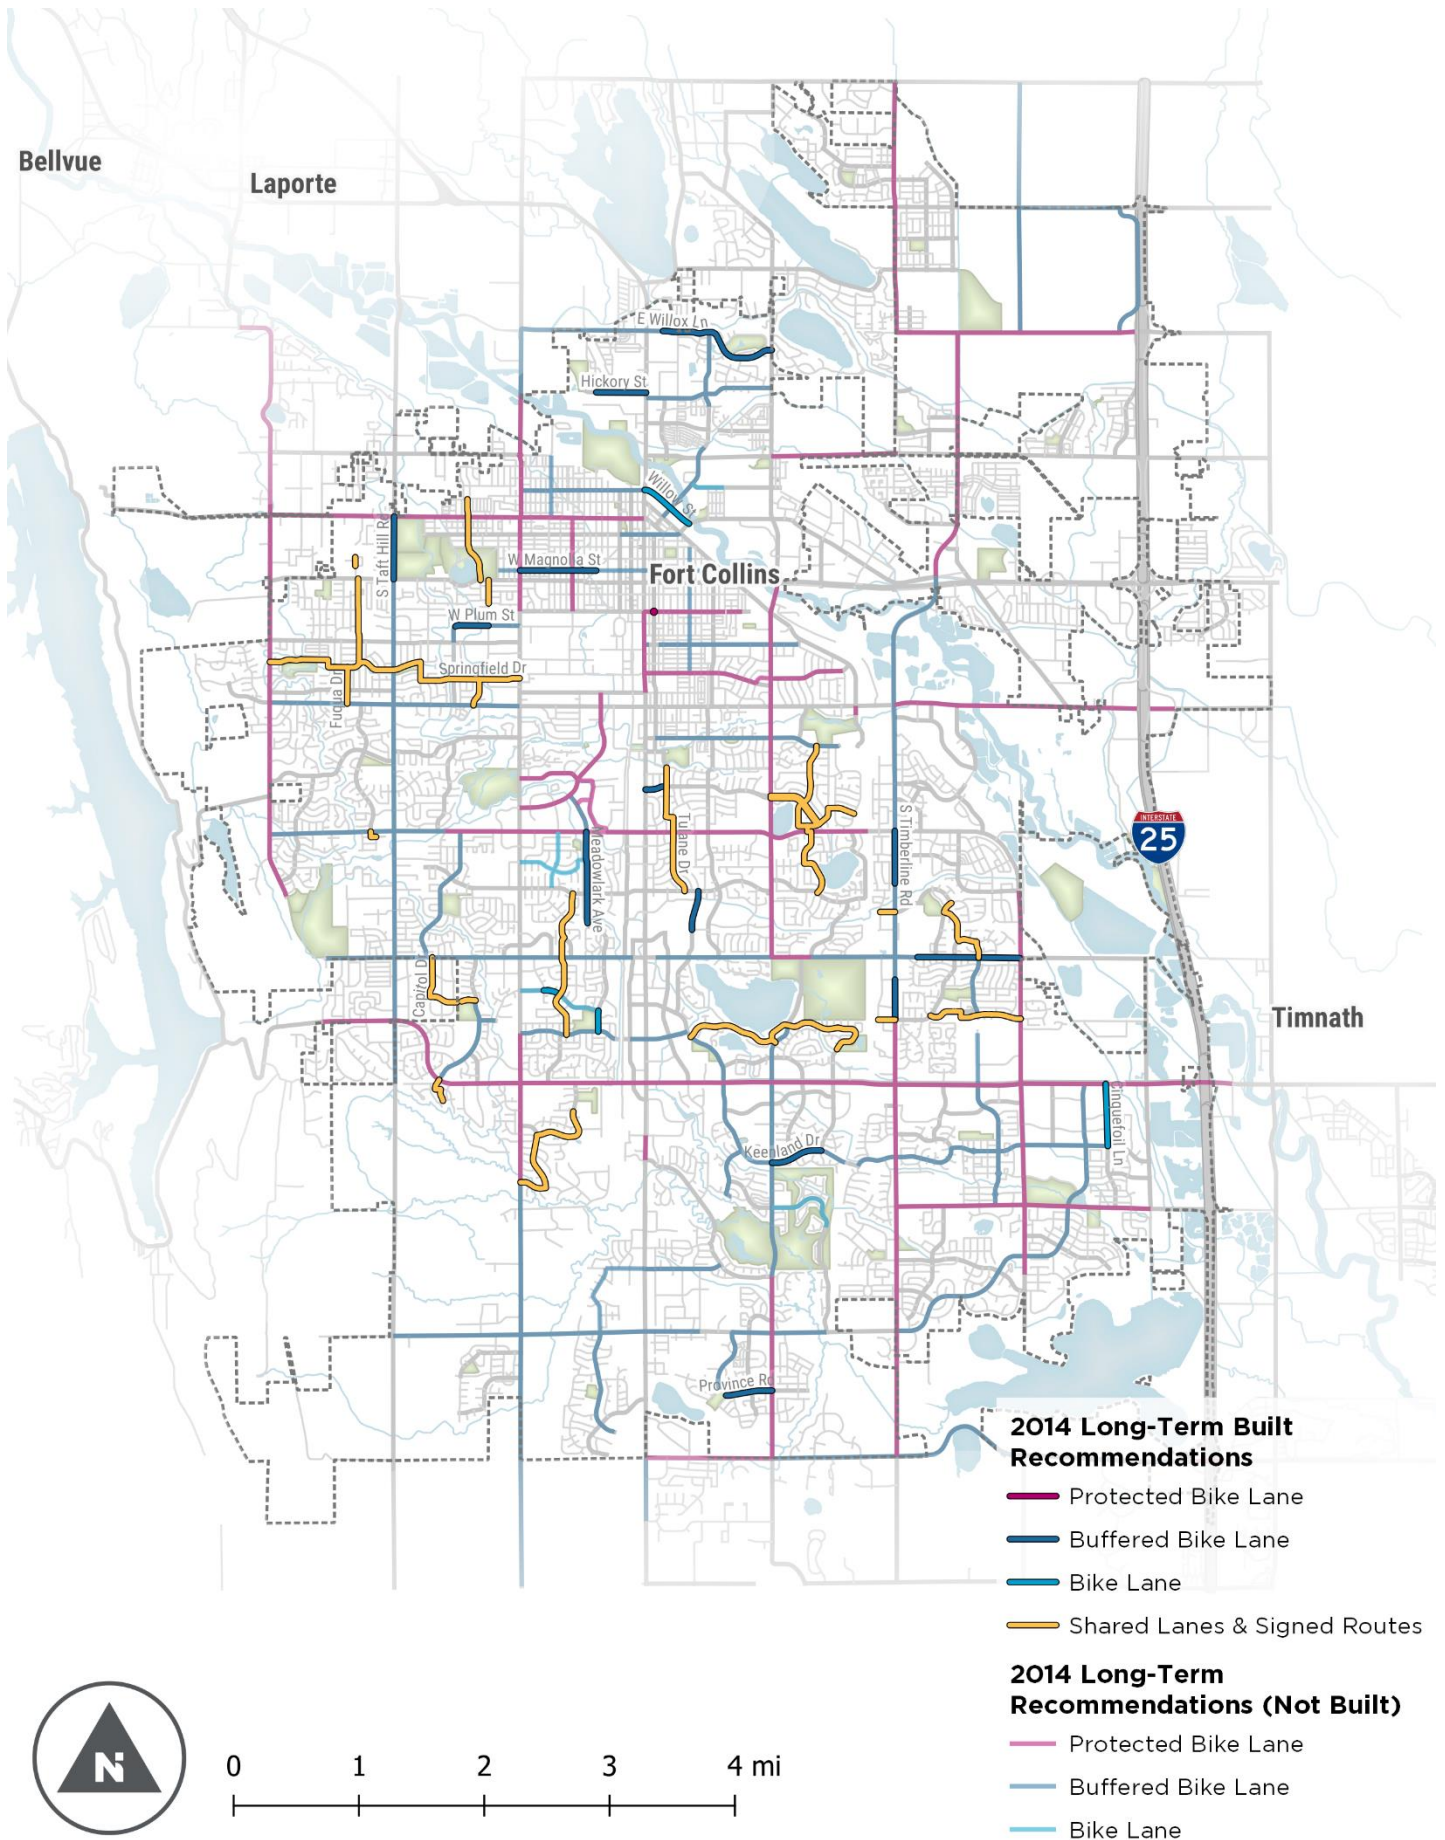 Bellvue
Laporte
E Willox Ln
Hickory St
Willow St
S Taft Hill Rd
W Magnolia St
Fort Collins
W Plum St
Springfield Dr
Fuqua Dr
INTERSTATE
25
S Timberline Rd
Tulane Dr
Meadowlark Ave
Capitol Dr
Timnath
Cinquefoil Ln
Keenland Dr
Province Rd
2014 Long-Term Built
Recommendations
Protected Bike Lane
Buffered Bike Lane
Bike Lane
Shared Lanes & Signed Routes
2014 Long-Term
Recommendations (Not Built)
Protected Bike Lane
Buffered Bike Lane
Bike Lane
N
0 1 2 3 4 mi